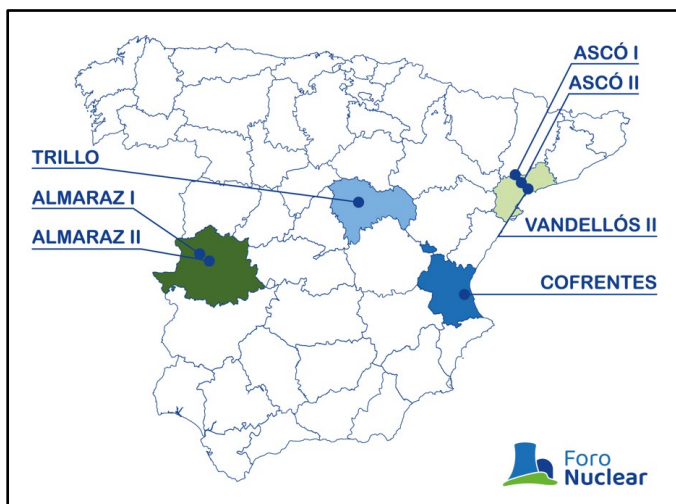 ASCÓ I
ASCÓ II
TRILLO
ALMARAZ I
ALMARAZ II
VANDELLÓS II
COFRENTES
Foro
Nuclear